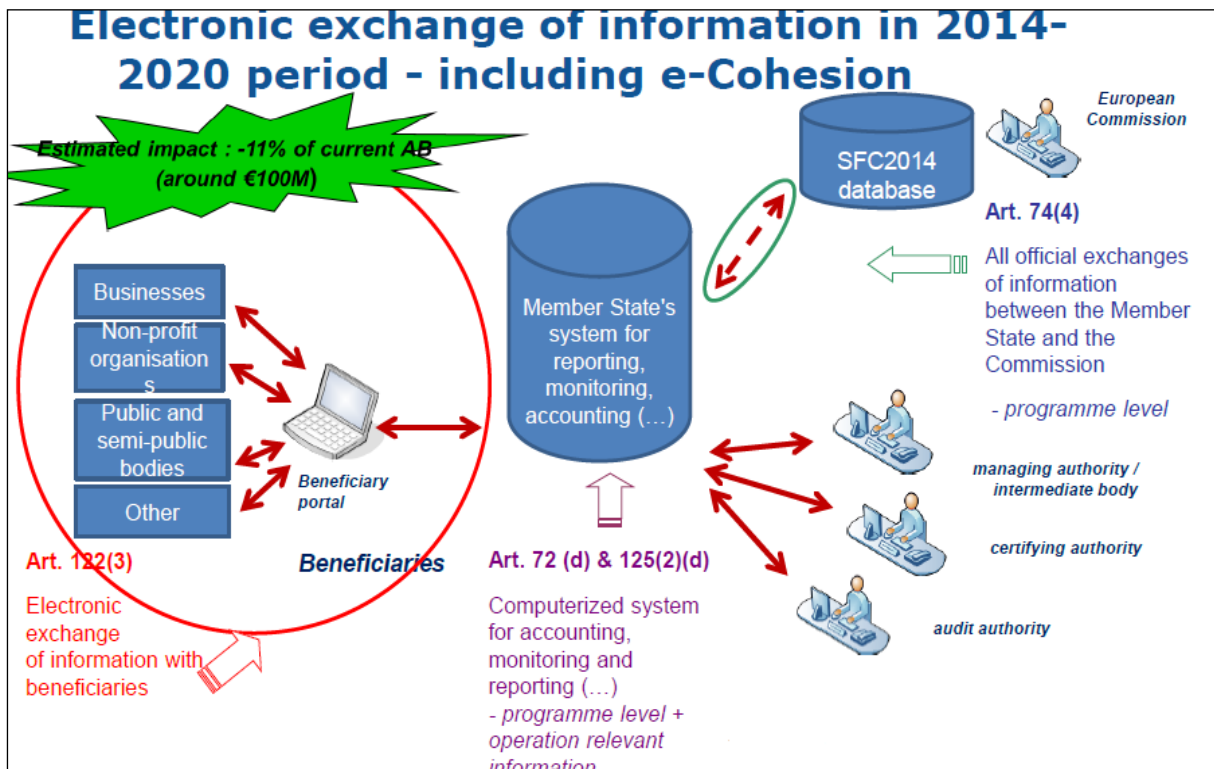 Electronic exchange of information in 2014-
2020 period - including e-Cohesion
Estimated impact : -11% of current AB
(around €100M)
Businesses
Non-profit
organisation
s
Public and
semi-public
bodies
Other
Beneficiary
portal
Beneficiaries
Art. 122(3)
Electronic
exchange
of information with
beneficiaries
Member State's
system for
reporting,
monitoring,
accounting (…)
Art. 72 (d) & 125(2)(d)
Computerized system
for accounting,
monitoring and
reporting (…)
- programme level +
operation relevant
information
SFC2014
database
European
Commission
Art. 74(4)
All official exchanges
of information
between the Member
State and the
Commission
- programme level
managing authority /
intermediate body
certifying authority
audit authority